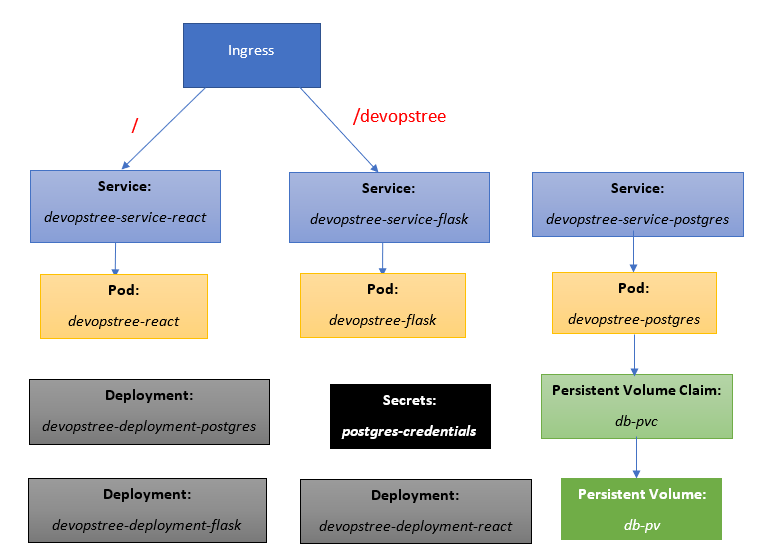 Ingress
/
/devopstree
Service:
devopstree-service-react
Service:
devopstree-service-flask
Service:
devopstree-service-postgres
Pod:
devopstree-react
Pod:
devopstree-flask
Pod:
devopstree-postgres
Deployment:
devopstree-deployment-postgres
Secrets:
postgres-credentials
Persistent Volume Claim:
db-pvc
Deployment:
devopstree-deployment-flask
Deployment:
devopstree-deployment-react
Persistent Volume:
db-pv